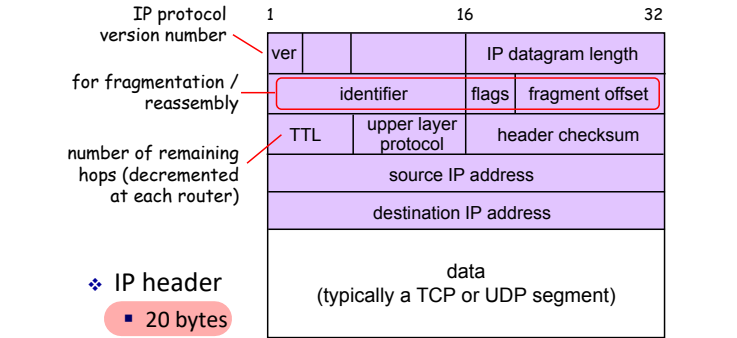 IP protocol
version number
1 16 32
ver IP datagram length
for fragmentation /
reassembly
identifier flags fragment offset
TTL upper layer
protocol header checksum
number of remaining
hops (decremented
at each router)
source IP address
destination IP address
data
(typically a TCP or UDP segment)
❖ IP header
▪ 20 bytes